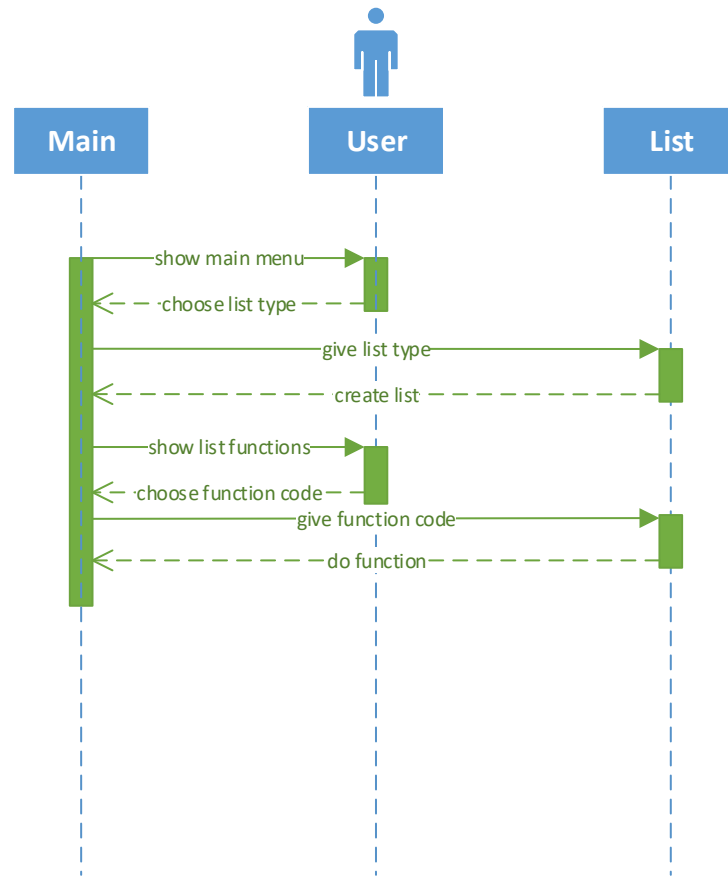 Main
User
List
show main menu
choose list type
give list type
create list
show list functions
choose function code
give function code
do function